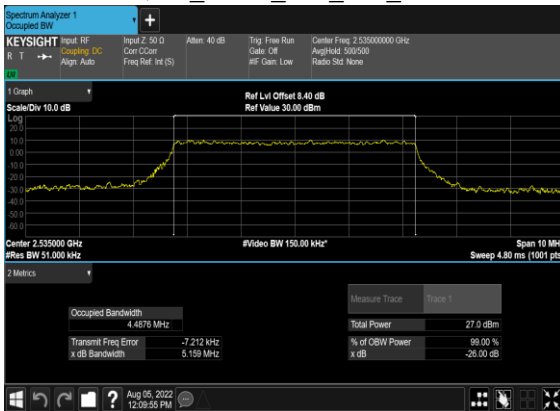 Spectrum Analyzer 1
Occupied BW
KEYSIGHT
R T
Input: RF
Coupling: DC
Align: Auto
Input Z: 50 Ω
Corr CCorr
Freq Ref: Int (S)
Atten: 40 dB
Trig: Free Run
Gate: Off
#IF Gain: Low
Center Freq: 2.535000000 GHz
Avg|Hold: 500/500
Radio Std: None
1 Graph
Scale/Div 10.0 dB
Ref Lvl Offset 8.40 dB
Ref Value 30.00 dBm
Log
20.0
10.0
0.00
-10.0
-20.0
-30.0
-40.0
-50.0
-60.0
Center 2.535000 GHz
#Res BW 51.000 kHz
#Video BW 150.00 kHz*
Span 10 MH
Sweep 4.80 ms (1001 pts
2 Metrics
Measure Trace
Trace 1
Occupied Bandwidth
4.4876 MHz
Total Power
27.0 dBm
Transmit Freq Error
-7.212 kHz
% of OBW Power
99.00 %
x dB Bandwidth
5.159 MHz
x dB
-26.00 dB
Aug 05, 2022
12:09:55 PM